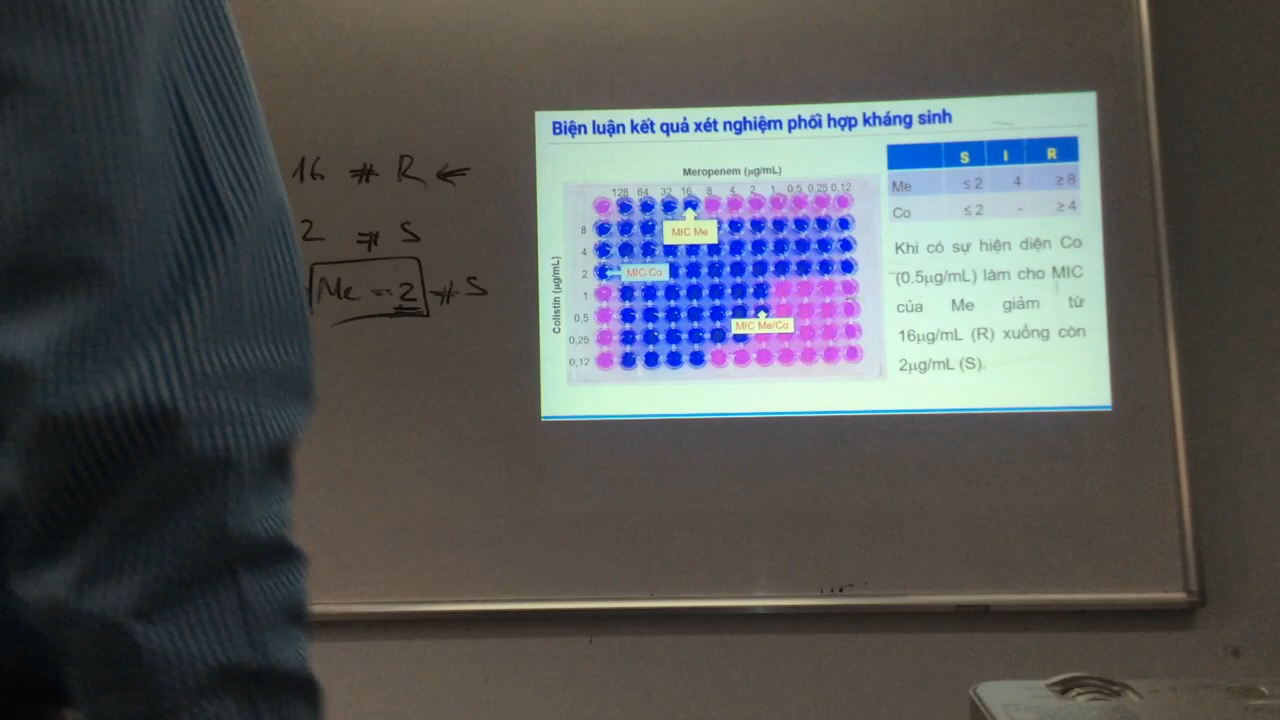 16 # R ←
2 # S
Me = 2 # S
Biện luận kết quả xét nghiệm phối hợp kháng sinh
Meropenem (µg/mL)
128 64 32 16 8 4 2 1 0.5 0.25 0.12
Colistin (µg/mL)
8
4
2
1
0,5
0,25
0,12
MIC Me
MIC Co
MIC Me/Co
S I R
Me ≤2 4 ≥8
Co ≤2 - ≥4
Khi có sự hiện diện Co
(0.5µg/mL) làm cho MIC
của Me giảm từ
16µg/mL (R) xuống còn
2µg/mL (S).